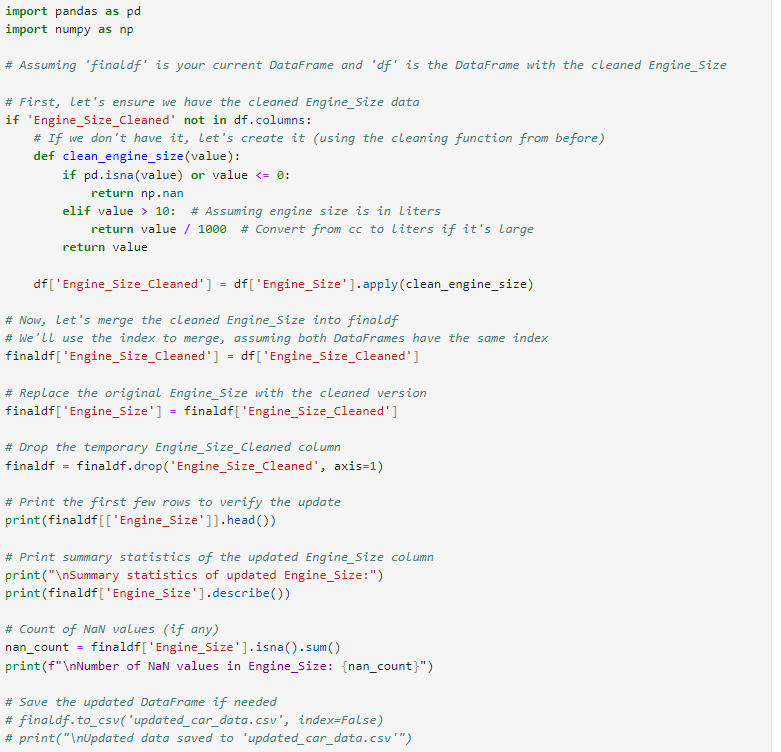 import pandas as pd
import numpy as np

# Assuming 'finaldf' is your current DataFrame and 'df' is the DataFrame with the cleaned Engine_Size

# First, let's ensure we have the cleaned Engine_Size data
if 'Engine_Size_Cleaned' not in df.columns:
    # If we don't have it, let's create it (using the cleaning function from before)
    def clean_engine_size(value):
        if pd.isna(value) or value <= 0:
            return np.nan
        elif value > 10:  # Assuming engine size is in liters
            return value / 1000  # Convert from cc to liters if it's large
        return value

    df['Engine_Size_Cleaned'] = df['Engine_Size'].apply(clean_engine_size)

# Now, let's merge the cleaned Engine_Size into finaldf
# We'll use the index to merge, assuming both DataFrames have the same index
finaldf['Engine_Size_Cleaned'] = df['Engine_Size_Cleaned']

# Replace the original Engine_Size with the cleaned version
finaldf['Engine_Size'] = finaldf['Engine_Size_Cleaned']

# Drop the temporary Engine_Size_Cleaned column
finaldf = finaldf.drop('Engine_Size_Cleaned', axis=1)

# Print the first few rows to verify the update
print(finaldf[['Engine_Size']].head())

# Print summary statistics of the updated Engine_Size column
print("\nSummary statistics of updated Engine_Size:")
print(finaldf['Engine_Size'].describe())

# Count of NaN values (if any)
nan_count = finaldf['Engine_Size'].isna().sum()
print(f"\nNumber of NaN values in Engine_Size: {nan_count}")

# Save the updated DataFrame if needed
# finaldf.to_csv('updated_car_data.csv', index=False)
# print("\nUpdated data saved to 'updated_car_data.csv'")